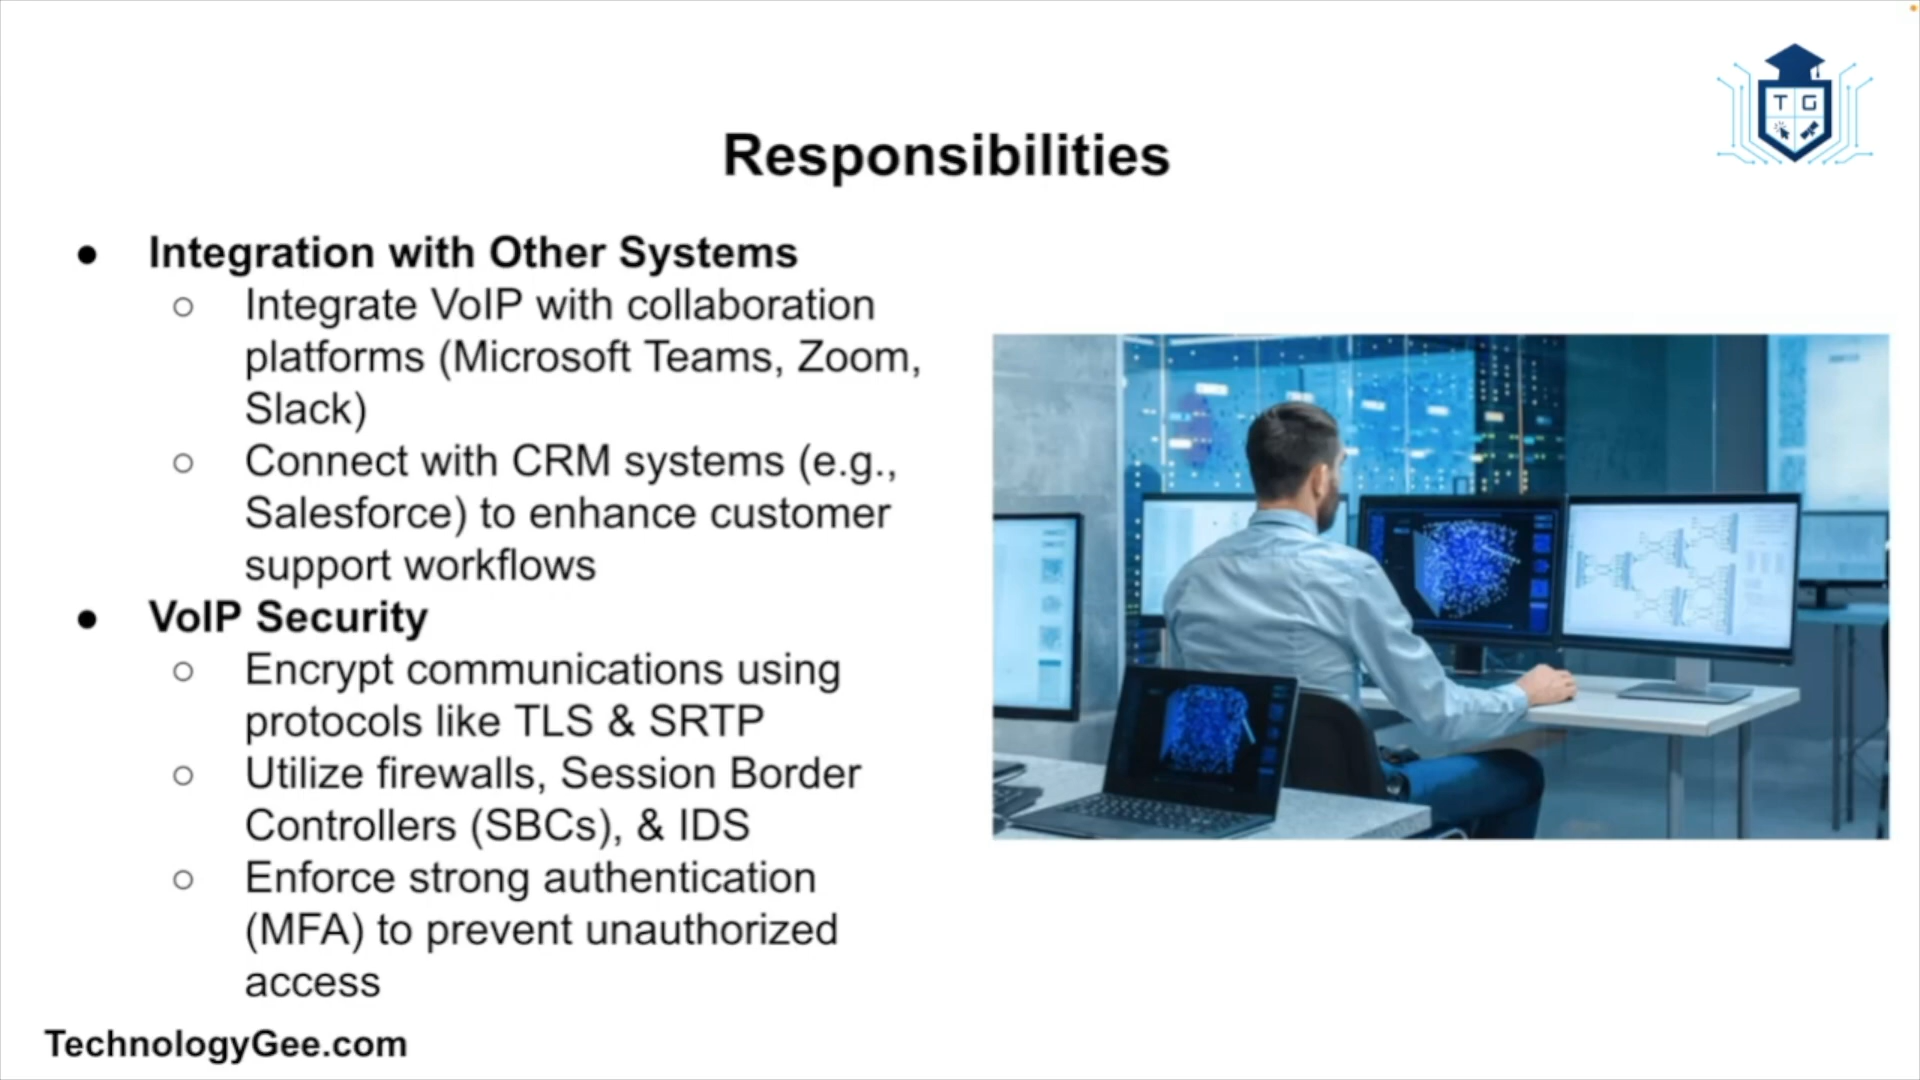 T G
Responsibilities
● Integration with Other Systems
○ Integrate VoIP with collaboration
platforms (Microsoft Teams, Zoom,
Slack)
○ Connect with CRM systems (e.g.,
Salesforce) to enhance customer
support workflows
● VoIP Security
○ Encrypt communications using
protocols like TLS & SRTP
○ Utilize firewalls, Session Border
Controllers (SBCs), & IDS
○ Enforce strong authentication
(MFA) to prevent unauthorized
access
TechnologyGee.com